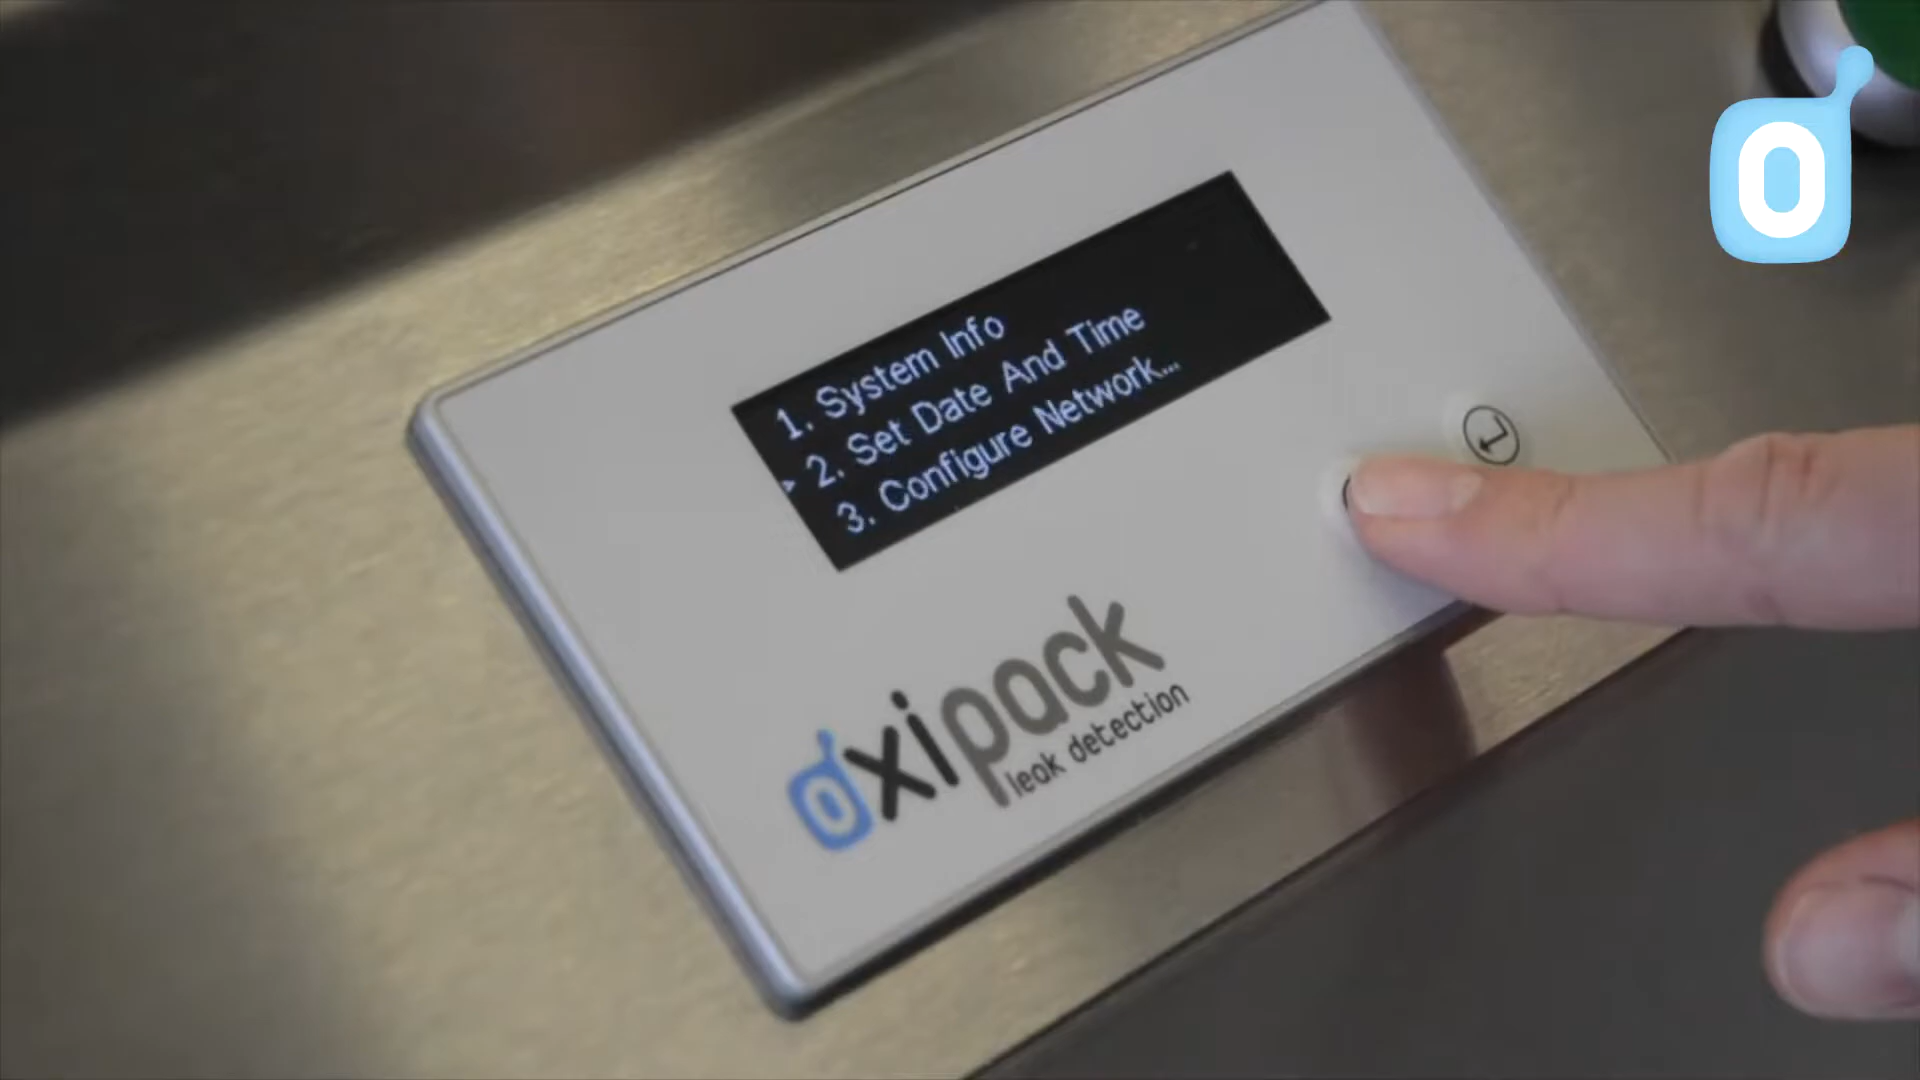 1. System Info
2. Set Date And Time
3. Configure Network...
oxipack
leak detection
O